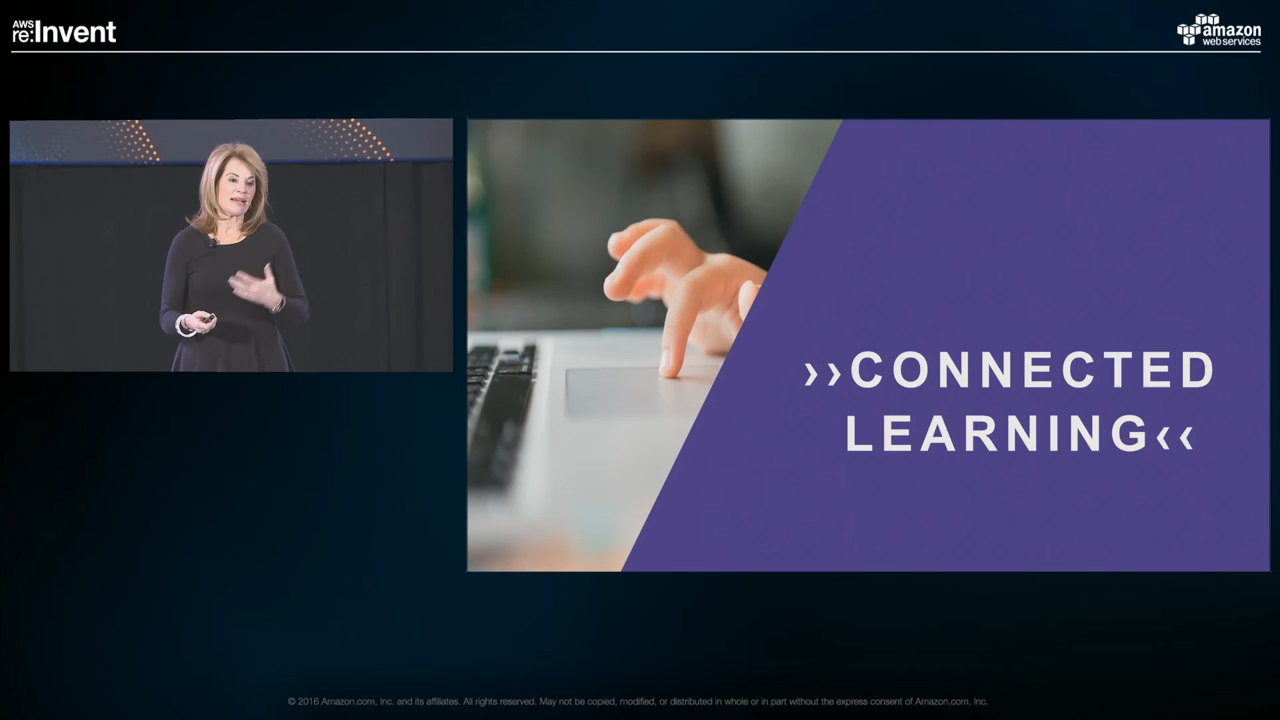 AWS
re:Invent
amazon
web services
››CONNECTED
LEARNING‹‹
© 2016 Amazon.com, Inc. and its affiliates. All rights reserved. May not be copied, modified, or distributed in whole or in part without the express consent of Amazon.com, Inc.